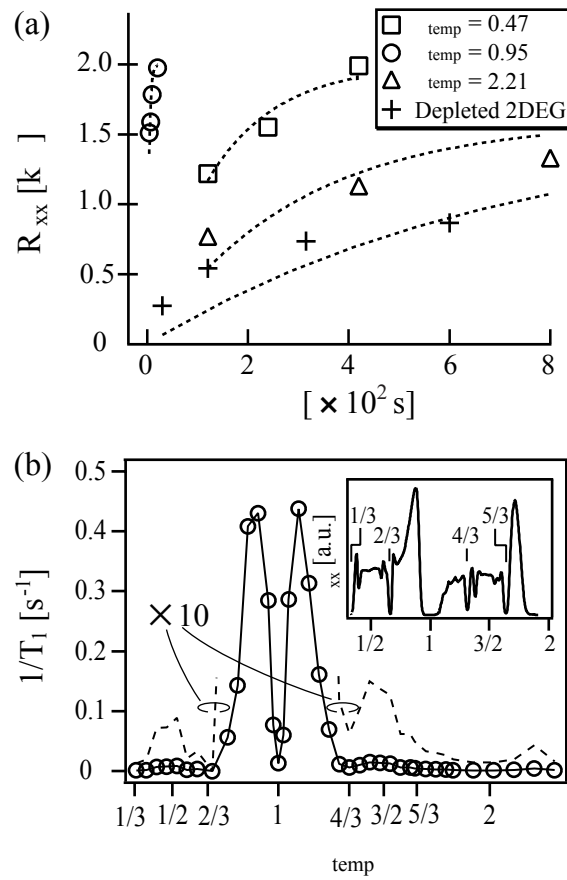 (a)
temp = 0.47
temp = 0.95
temp = 2.21
Depleted 2DEG
R xx [k
2.0
1.5
1.0
0.5
0
0 2 4 6 8
[ × 10² s]
(b)
1/T₁ [s⁻¹]
0.5
0.4
0.3
0.2
0.1
0
× 10
xx [a.u.]
1/3 2/3 4/3 5/3
1/2 1 3/2 2
1/3 1/2 2/3 1 4/3 3/2 5/3 2
temp